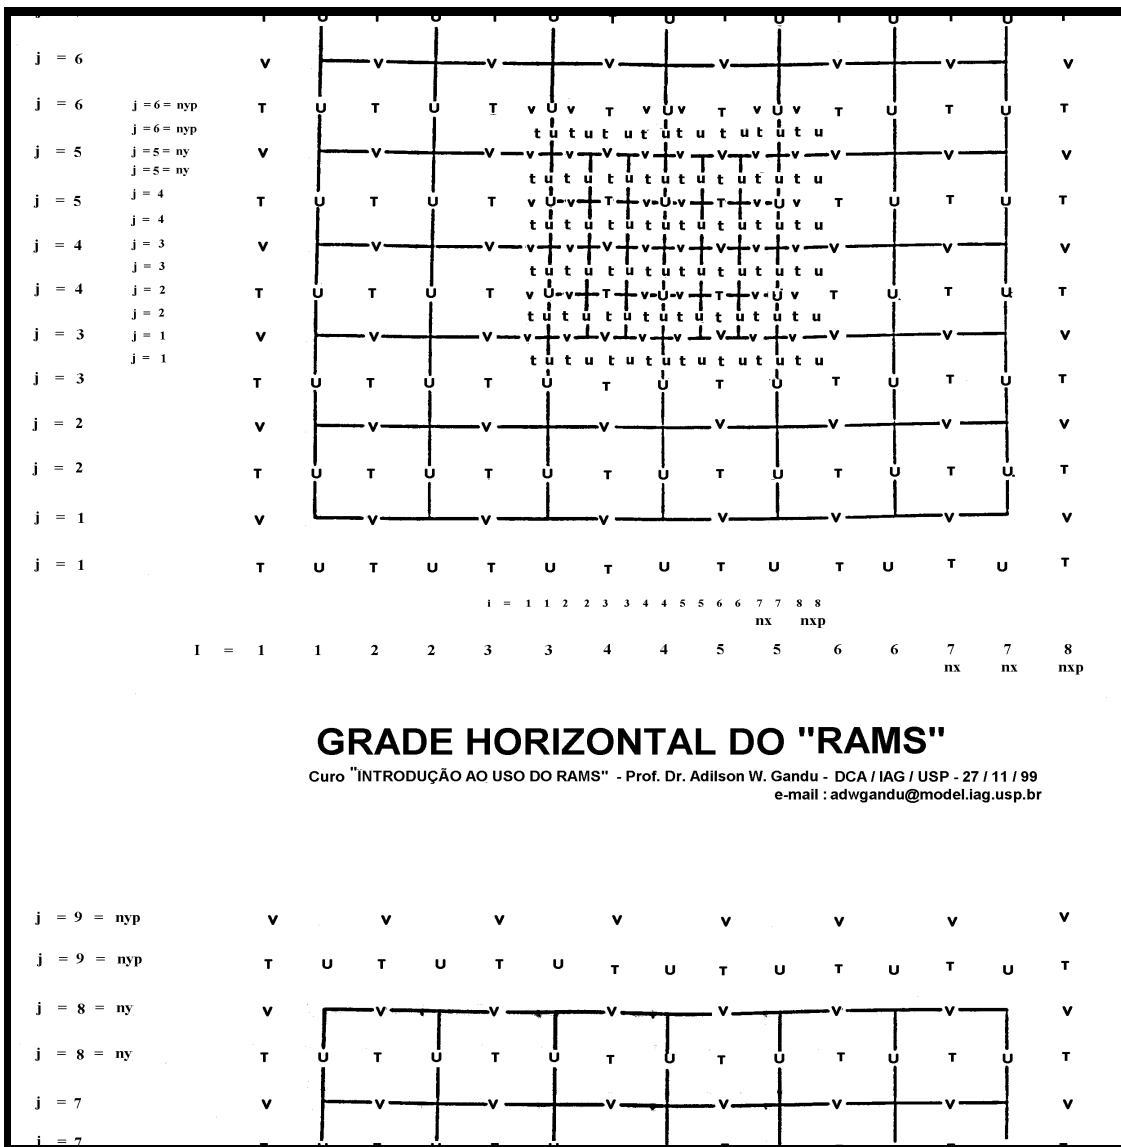 j = 6 V V V V V V V V
j = 6 j =6= nyp T U T U T v U v T v U v T v U v T U T U T
j =6= nyp t u t u t u t u t u t u t u t u
j = 5 j =5= ny V V V v v V v v v v v V V V
j =5= ny t u t u t u t u t u t u t u t u
j = 5 j = 4 T U T U T v U v T v U v T v U v T U T U T
j = 4 t u t u t u t u t u t u t u t u
j = 4 j = 3 V V V v v v v v v v v V V V
j = 3 t u t u t u t u t u t u t u t u
j = 4 j = 2 T U T U T v U v T v U v T v U v T U T U T
j = 2 t u t u t u t u t u t u t u t u
j = 3 j = 1 V V V v v V v v V v v V V V
j = 1 t u t u t u t u t u t u t u t u
j = 3 T U T U T U T U T U T U T U T
j = 2 V V V V V V V V
j = 2 T U T U T U T U T U T U T U T
j = 1 V V V V V V V V
j = 1 T U T U T U T U T U T U T U T
i = 1 1 2 2 3 3 4 4 5 5 6 6 7 7 8 8
nx nxp
I = 1 1 2 2 3 3 4 4 5 5 6 6 7 7 8
nx nx nxp
GRADE HORIZONTAL DO "RAMS"
Curo "INTRODUÇÃO AO USO DO RAMS" - Prof. Dr. Adilson W. Gandu - DCA / IAG / USP - 27 / 11 / 99
e-mail : adwgandu@model.iag.usp.br
j = 9 = nyp V V V V V V V V
j = 9 = nyp T U T U T U T U T U T U T U T
j = 8 = ny V V V V V V V V
j = 8 = ny T U T U T U T U T U T U T U T
j = 7 V V V V V V V V
j = 7